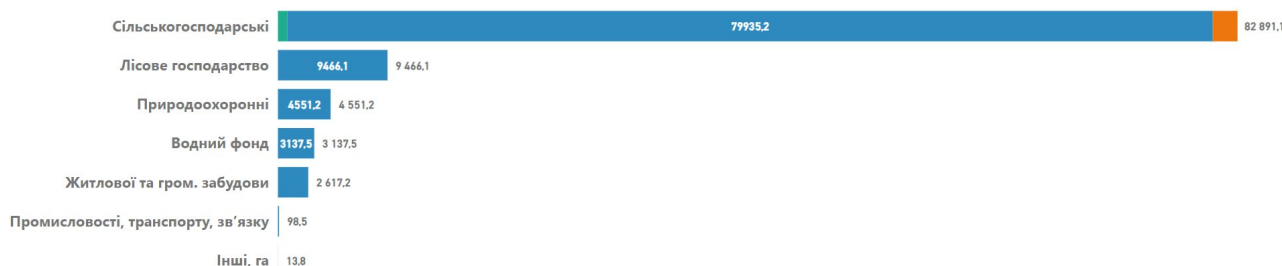 Сільськогосподарські 79935,2 82 891,1
Лісове господарство 9466,1 9 466,1
Природоохоронні 4551,2 4 551,2
Водний фонд 3137,5 3 137,5
Житлової та гром. забудови 2 617,2
Промисловості, транспорту, зв’язку 98,5
Інші, га 13,8